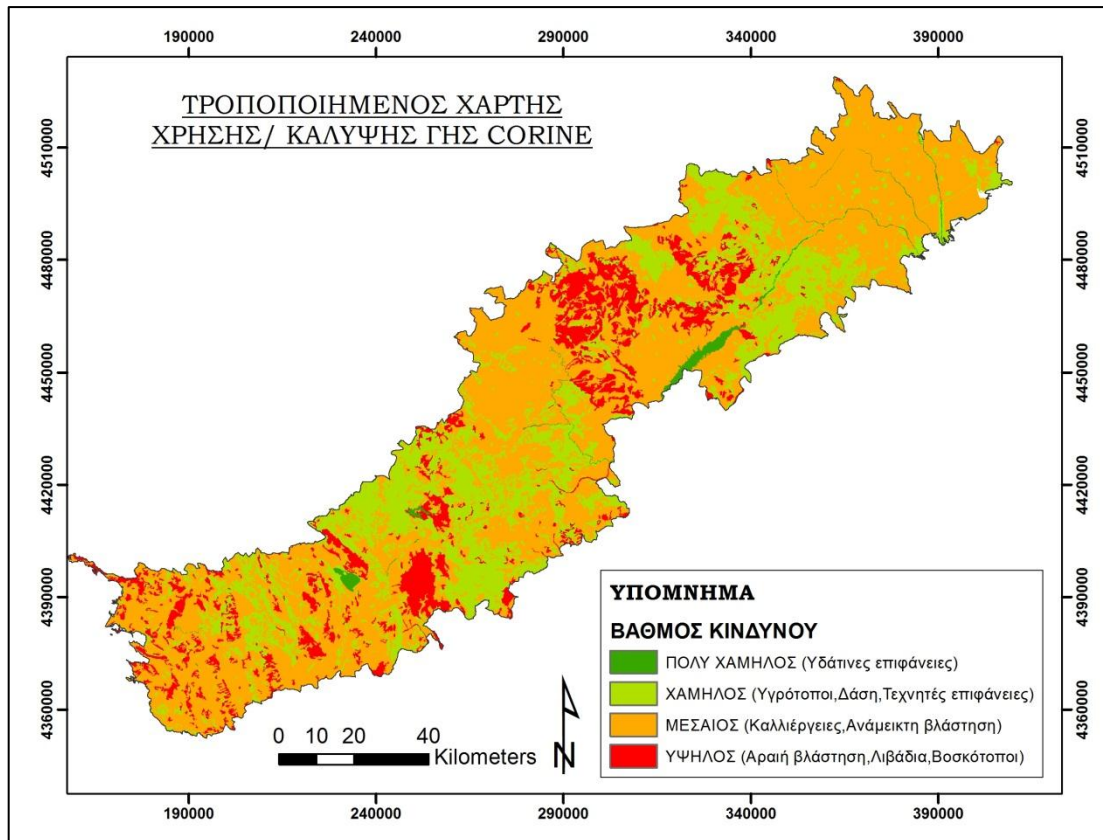 190000 240000 290000 340000 390000
ΤΡΟΠΟΠΟΙΗΜΕΝΟΣ ΧΑΡΤΗΣ
ΧΡΗΣΗΣ/ ΚΑΛΥΨΗΣ ΓΗΣ CORINE
4510000 4510000
4480000 4480000
4450000 4450000
4420000 4420000
4390000 4390000
4360000 4360000
ΥΠΟΜΝΗΜΑ
ΒΑΘΜΟΣ ΚΙΝΔΥΝΟΥ
ΠΟΛΥ ΧΑΜΗΛΟΣ (Υδάτινες επιφάνειες)
ΧΑΜΗΛΟΣ (Υγρότοποι,Δάση,Τεχνητές επιφάνειες)
ΜΕΣΑΙΟΣ (Καλλιέργειες,Ανάμεικτη βλάστηση)
ΥΨΗΛΟΣ (Αραιή βλάστηση,Λιβάδια,Βοσκότοποι)
0 10 20 40
Kilometers
N
190000 240000 290000 340000 390000